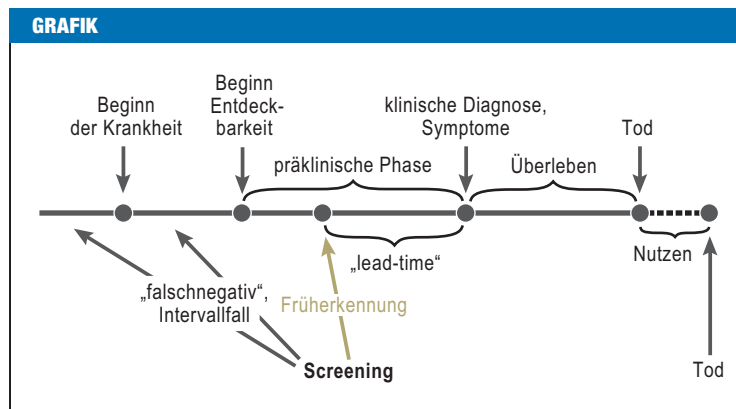 GRAFIK
Beginn
der Krankheit
Beginn
Entdeck-
barkeit
klinische Diagnose,
Symptome
Tod
präklinische Phase
Überleben
„lead-time“
Nutzen
„falschnegativ“,
Intervallfall
Früherkennung
Screening
Tod